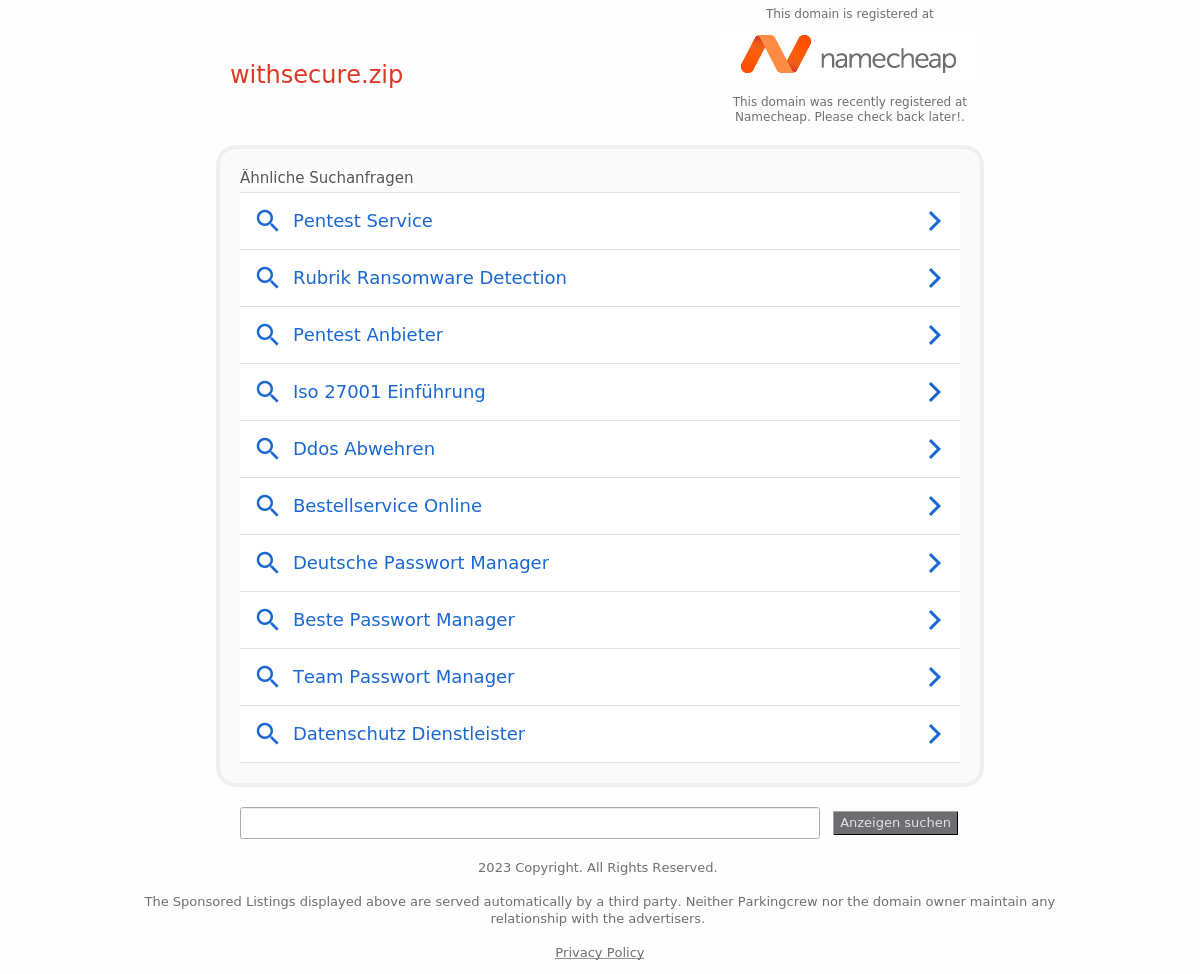 This domain is registered at
namecheap
withsecure.zip
This domain was recently registered at
Namecheap. Please check back later!.
Ähnliche Suchanfragen
Pentest Service
Rubrik Ransomware Detection
Pentest Anbieter
Iso 27001 Einführung
Ddos Abwehren
Bestellservice Online
Deutsche Passwort Manager
Beste Passwort Manager
Team Passwort Manager
Datenschutz Dienstleister
Anzeigen suchen
2023 Copyright. All Rights Reserved.
The Sponsored Listings displayed above are served automatically by a third party. Neither Parkingcrew nor the domain owner maintain any
relationship with the advertisers.
Privacy Policy